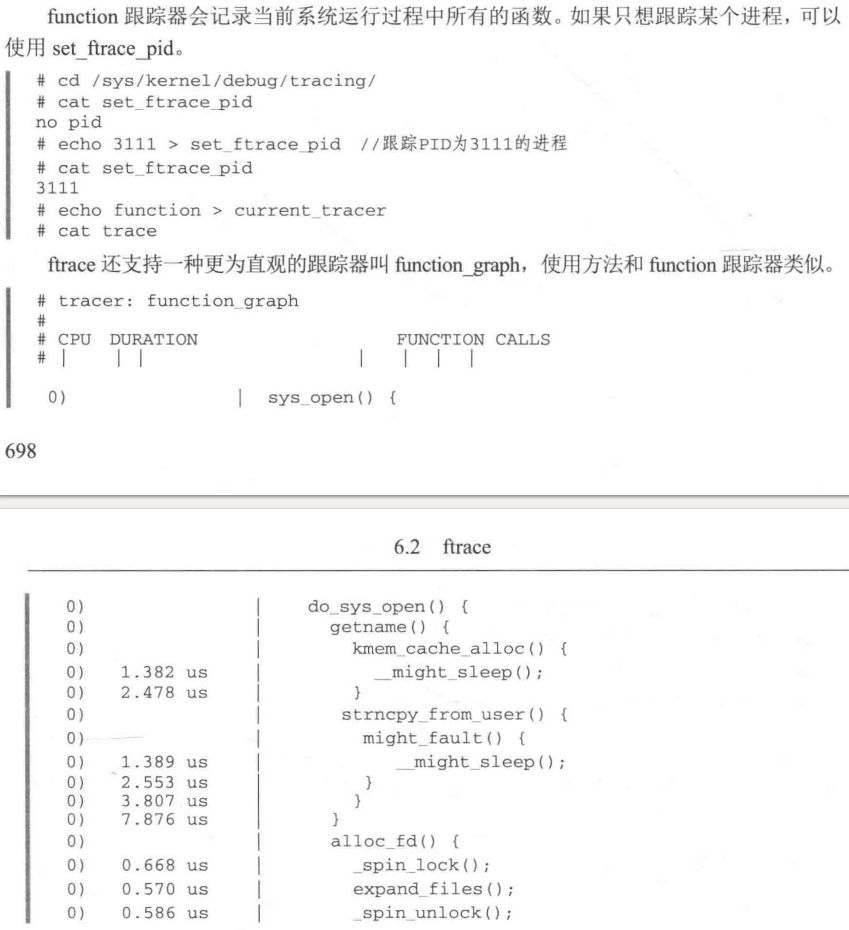 function 跟踪器会记录当前系统运行过程中所有的函数。如果只想跟踪某个进程，可以
使用 set_ftrace_pid。
# cd /sys/kernel/debug/tracing/
# cat set_ftrace_pid
no pid
# echo 3111 > set_ftrace_pid //跟踪PID为3111的进程
# cat set_ftrace_pid
3111
# echo function > current_tracer
# cat trace
ftrace 还支持一种更为直观的跟踪器叫 function_graph，使用方法和 function 跟踪器类似。
# tracer: function_graph
#
# CPU  DURATION                  FUNCTION CALLS
# |     | |                   |   |   |   |
0)               |  sys_open() {
698
6.2 ftrace
0)               |    do_sys_open() {
0)               |      getname() {
0)               |        kmem_cache_alloc() {
0)   1.382 us    |          __might_sleep();
0)   2.478 us    |        }
0)               |       strncpy_from_user() {
0)               |         might_fault() {
0)   1.389 us    |            __might_sleep();
0)   2.553 us    |         }
0)   3.807 us    |        }
0)   7.876 us    |      }
0)               |      alloc_fd() {
0)   0.668 us    |        _spin_lock();
0)   0.570 us    |        expand_files();
0)   0.586 us    |        _spin_unlock();